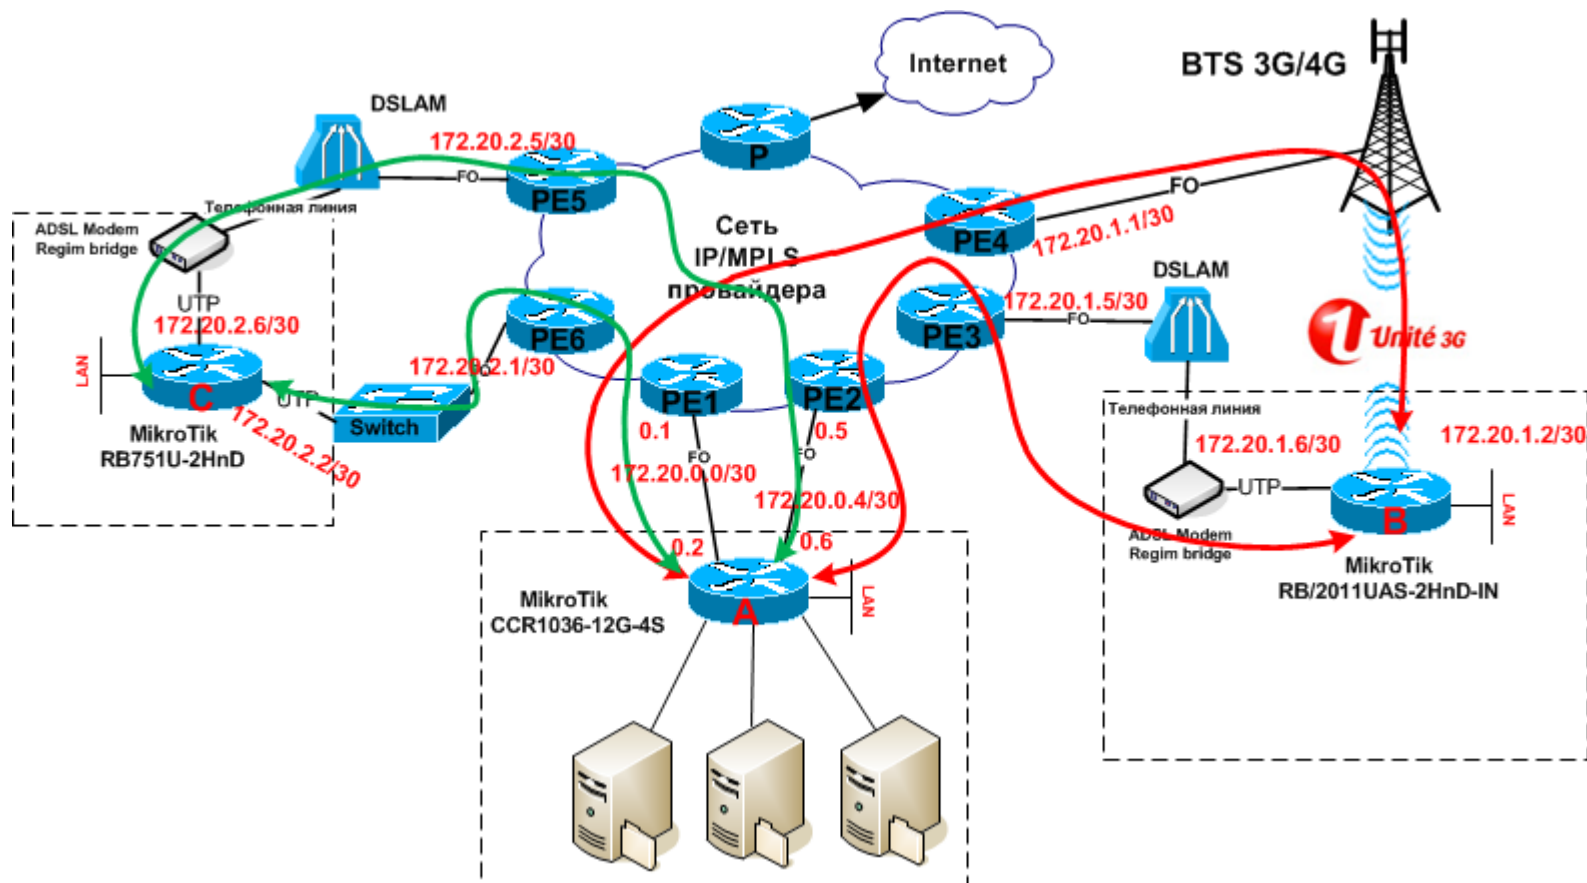 Internet
BTS 3G/4G
DSLAM
172.20.2.5/30
P
FO
PE5
Телефонная линия
ADSL Modem
Regim bridge
Сеть
IP/MPLS
провайдера
PE4
FO
172.20.1.1/30
DSLAM
UTP
172.20.2.6/30
LAN
C
PE6
172.20.2.1/30
UTP
Switch
172.20.2.2/30
MikroTik
RB751U-2HnD
PE3
172.20.1.5/30
FO
Unité 3G
PE1
PE2
0.1
0.5
FO
FO
172.20.0.0/30
172.20.0.4/30
Телефонная линия
172.20.1.6/30
172.20.1.2/30
UTP
B
LAN
ADSL Modem
Regim bridge
MikroTik
RB/2011UAS-2HnD-IN
0.2
0.6
MikroTik
CCR1036-12G-4S
A
LAN